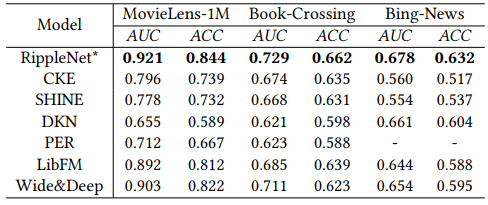 Model MovieLens-1M Book-Crossing Bing-News
AUC ACC AUC ACC AUC ACC
RippleNet* 0.921 0.844 0.729 0.662 0.678 0.632
CKE 0.796 0.739 0.674 0.635 0.560 0.517
SHINE 0.778 0.732 0.668 0.631 0.554 0.537
DKN 0.655 0.589 0.621 0.598 0.661 0.604
PER 0.712 0.667 0.623 0.588 - -
LibFM 0.892 0.812 0.685 0.639 0.644 0.588
Wide&Deep 0.903 0.822 0.711 0.623 0.654 0.595